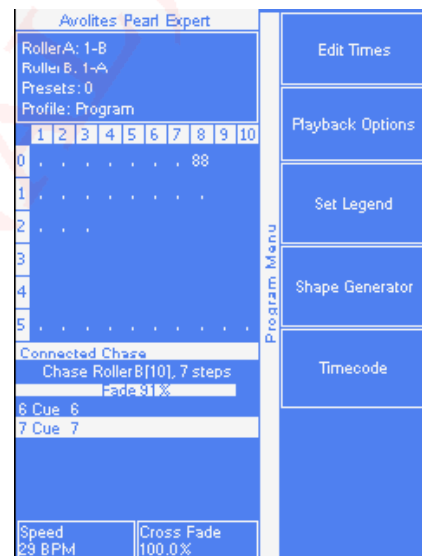 Avolites Pearl Expert
RollerA: 1-B
RollerB: 1-A
Presets: 0
Profile: Program
1 2 3 4 5 6 7 8 9 10
0 . . . . . . . 88
1 . . . . . . . .
2 . . .
3
4
5 . . . . . . . . . .
Connected Chase
Chase RollerB[10], 7 steps
Fade 91%
6 Cue 6
7 Cue 7
Speed
29 BPM
Cross Fade
100.0%
Program Menu
Edit Times
Playback Options
Set Legend
Shape Generator
Timecode